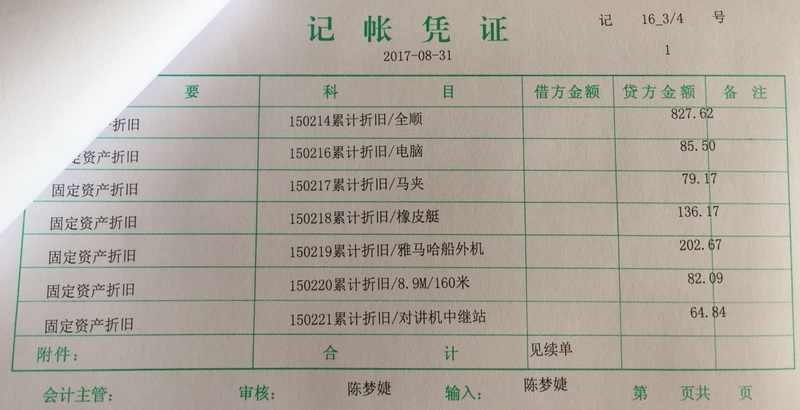 记帐凭证
记 16_3/4 号
2017-08-31
1
要 科目 借方金额 贷方金额 备注
产折旧 150214累计折旧/全顺 827.62
定资产折旧 150216累计折旧/电脑 85.50
固定资产折旧 150217累计折旧/马夹 79.17
固定资产折旧 150218累计折旧/橡皮艇 136.17
固定资产折旧 150219累计折旧/雅马哈船外机 202.67
固定资产折旧 150220累计折旧/8.9M/160米 82.09
固定资产折旧 150221累计折旧/对讲机中继站 64.84
附件: 合计 见续单
会计主管: 审核: 陈梦婕 输入: 陈梦婕 第 页共 页